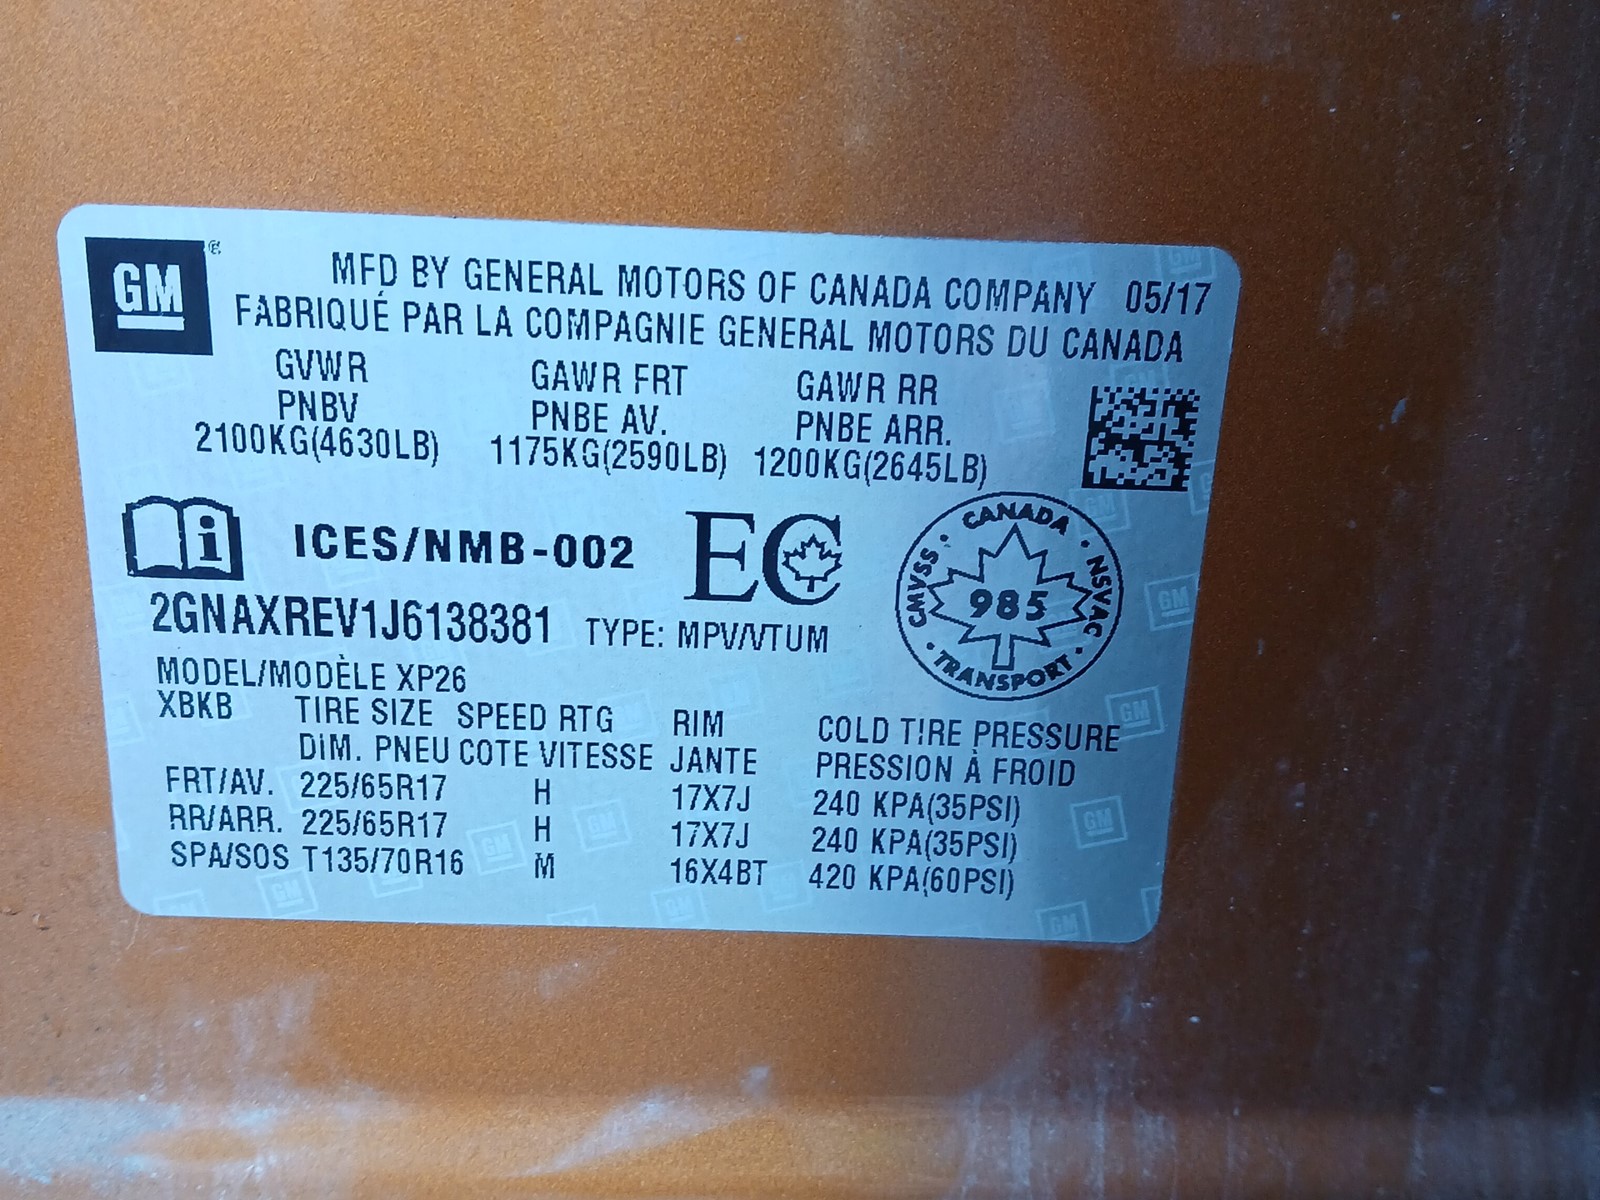 GM
MFD BY GENERAL MOTORS OF CANADA COMPANY 05/17
FABRIQUÉ PAR LA COMPAGNIE GENERAL MOTORS DU CANADA
GVWR GAWR FRT GAWR RR
PNBV PNBE AV. PNBE ARR.
2100KG(4630LB) 1175KG(2590LB) 1200KG(2645LB)
i ICES/NMB-002 EC
CANADA · NSVAC · TRANSPORT · CMVSS ·
985
2GNAXREV1J6138381 TYPE: MPV/VTUM
MODEL/MODÈLE XP26
XBKB TIRE SIZE SPEED RTG RIM COLD TIRE PRESSURE
DIM. PNEU COTE VITESSE JANTE PRESSION À FROID
FRT/AV. 225/65R17 H 17X7J 240 KPA(35PSI)
RR/ARR. 225/65R17 H 17X7J 240 KPA(35PSI)
SPA/SOS T135/70R16 M 16X4BT 420 KPA(60PSI)